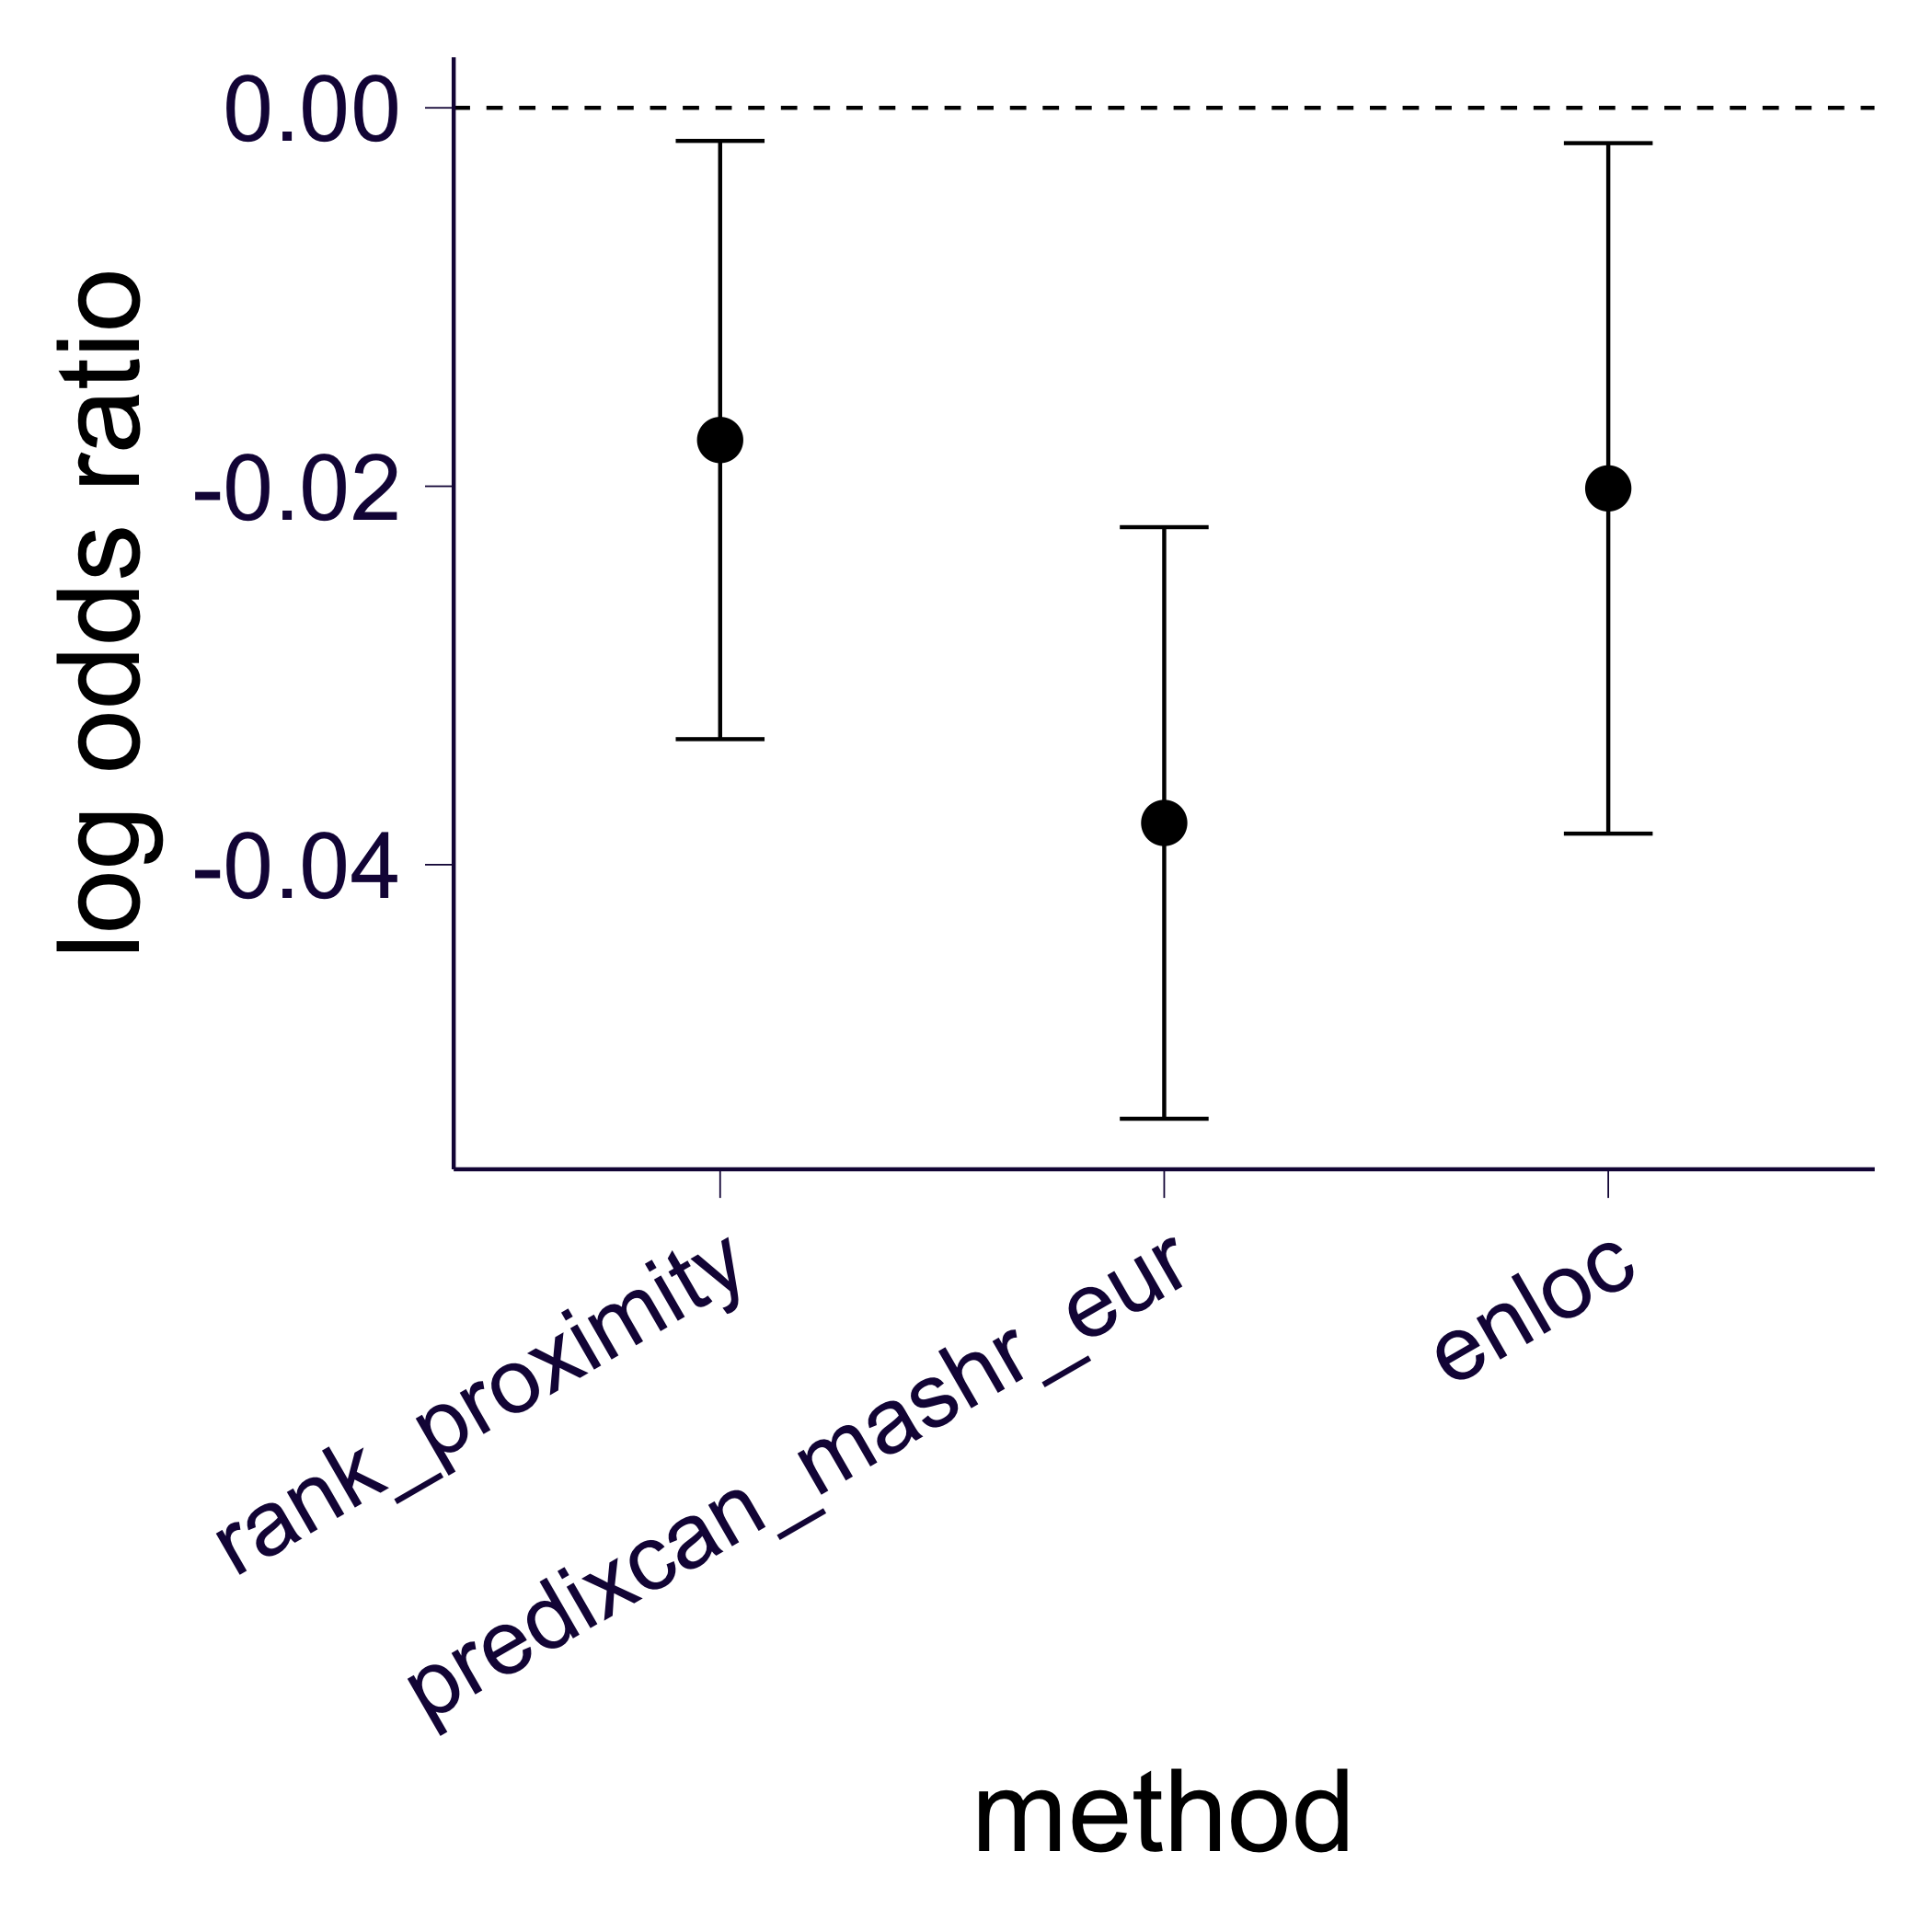 log odds ratio
0.00
-0.02
-0.04
rank_proximity
predixcan_mashr_eur
enloc
method